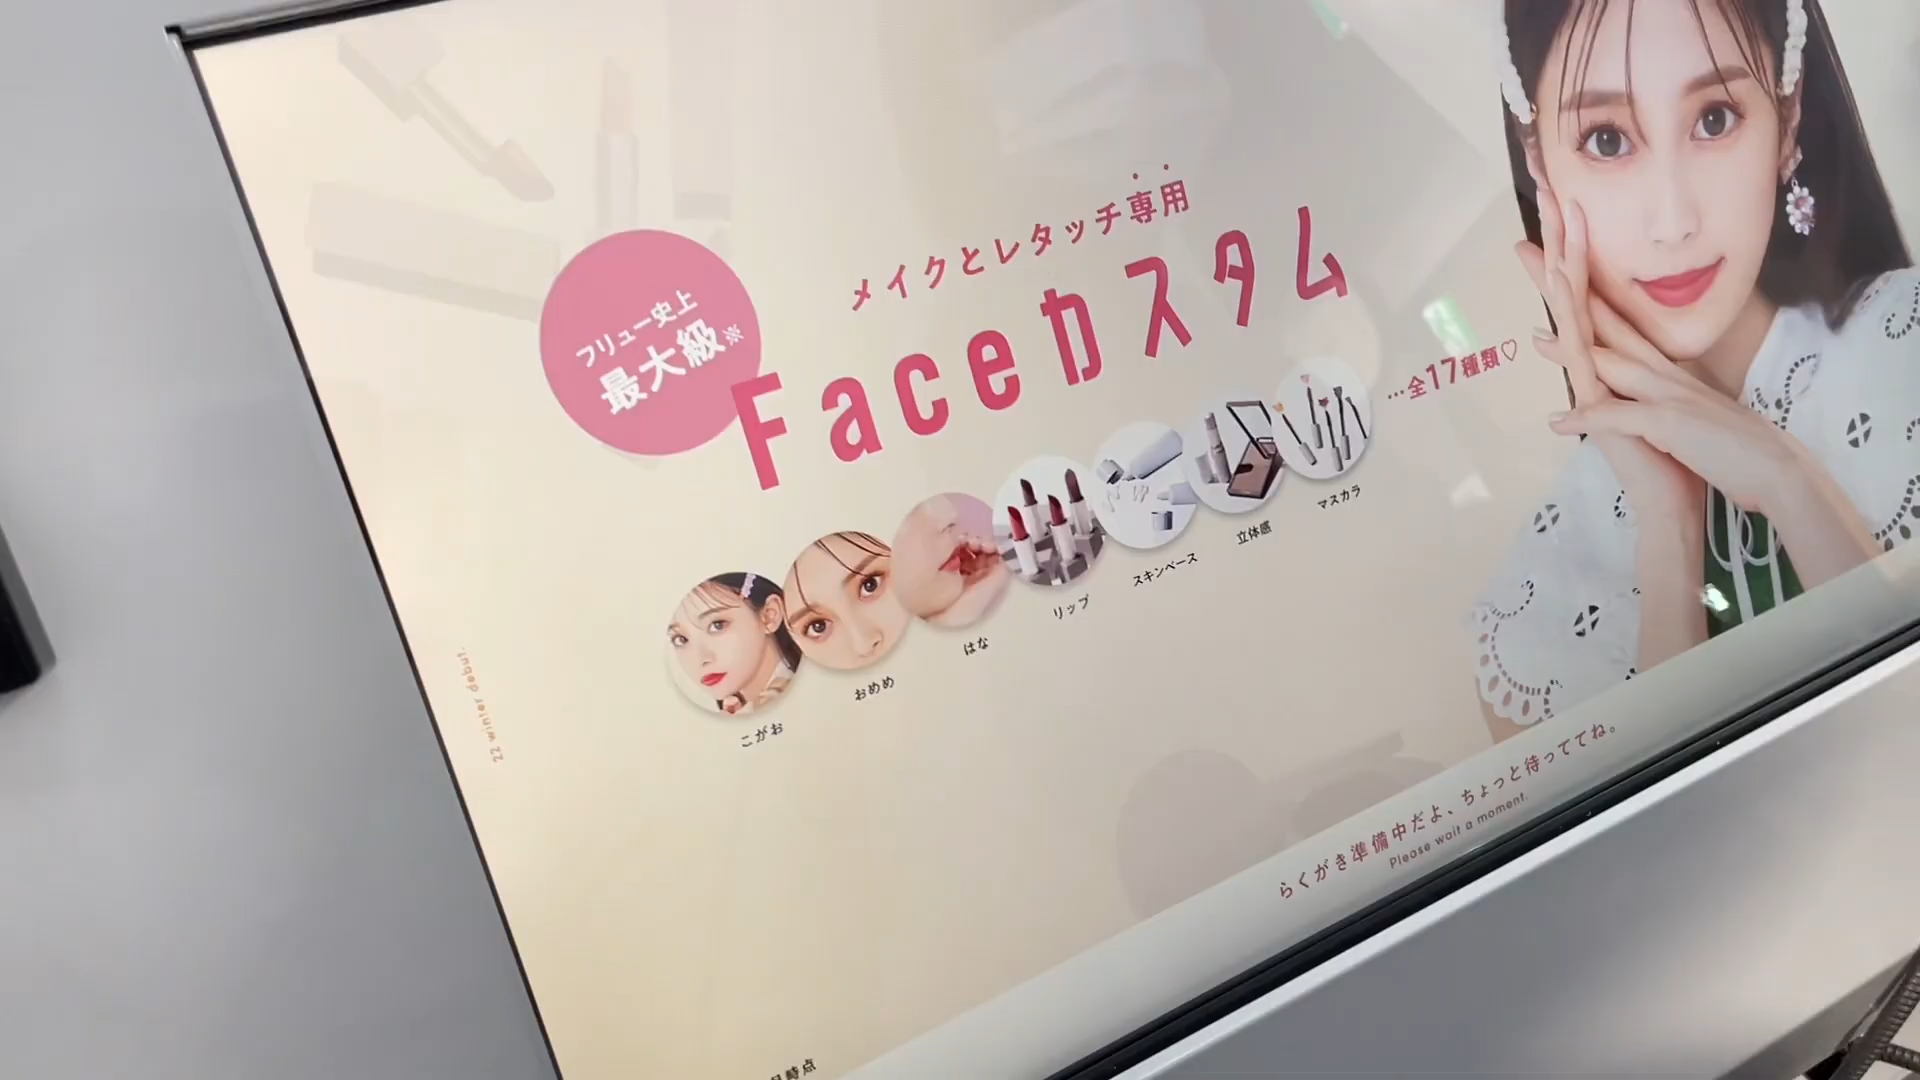 フリュー史上
最大級※
メイクとレタッチ専用
Faceカスタム
…全17種類♡
こがお
おめめ
はな
リップ
スキンベース
立体感
マスカラ
22 winter debut.
らくがき準備中だよ、ちょっと待っててね。
Please wait a moment.
時点